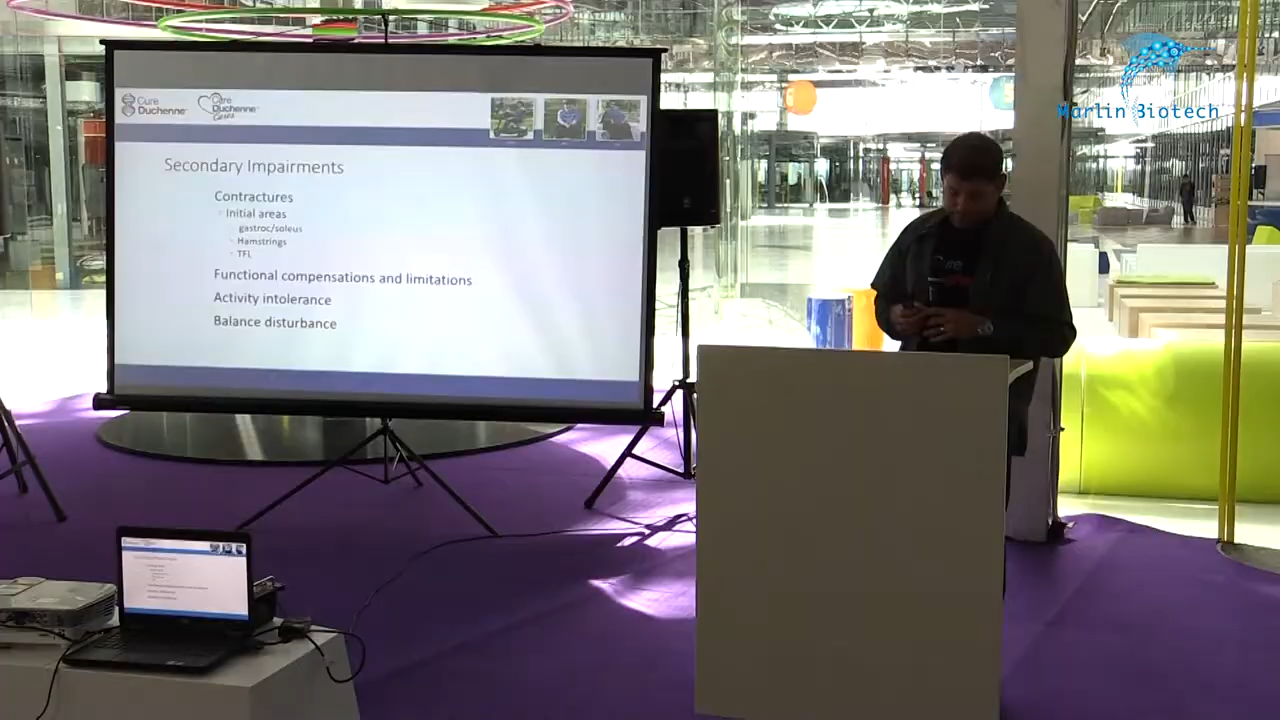 Cure
Duchenne
Cure
Duchenne
Cares
Secondary Impairments
Contractures
Initial areas
gastroc/soleus
Hamstrings
TFL
Functional compensations and limitations
Activity intolerance
Balance disturbance
Marlin Biotech